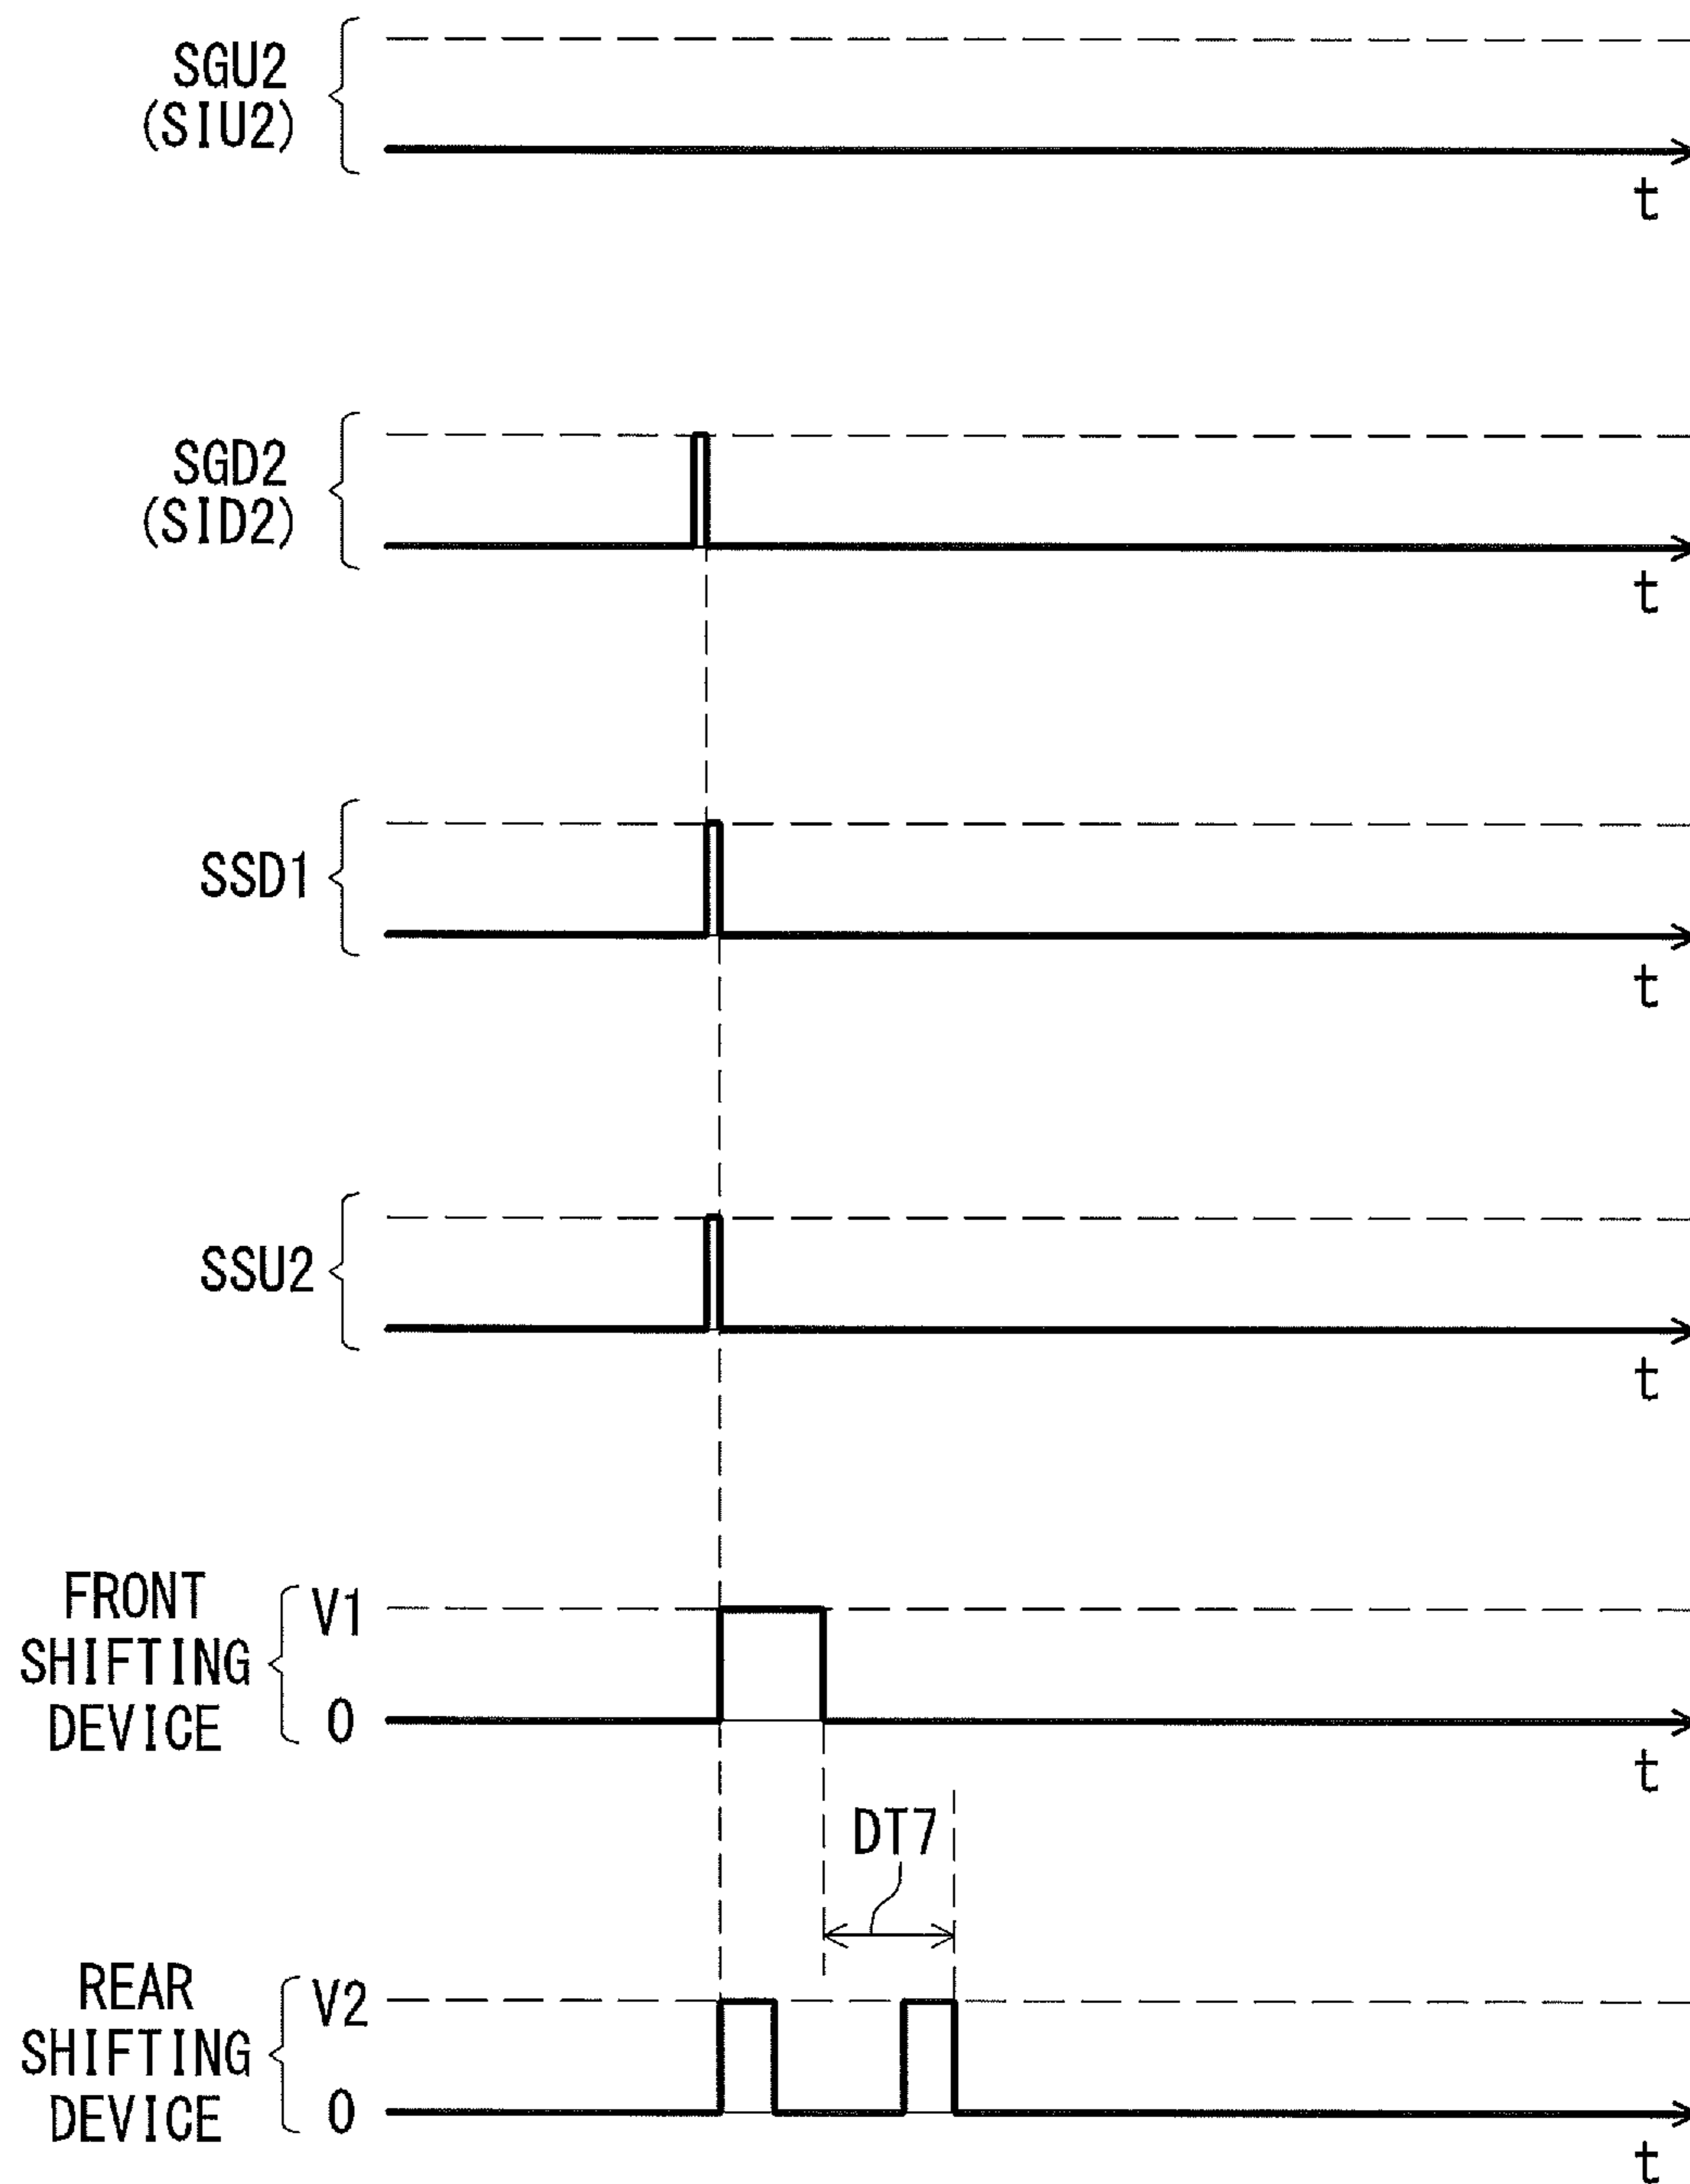 SGU2
(SIU2)
t
SGD2
(SID2)
t
SSD1
t
SSU2
t
FRONT
SHIFTING
DEVICE
V1
0
t
DT7
REAR
SHIFTING
DEVICE
V2
0
t